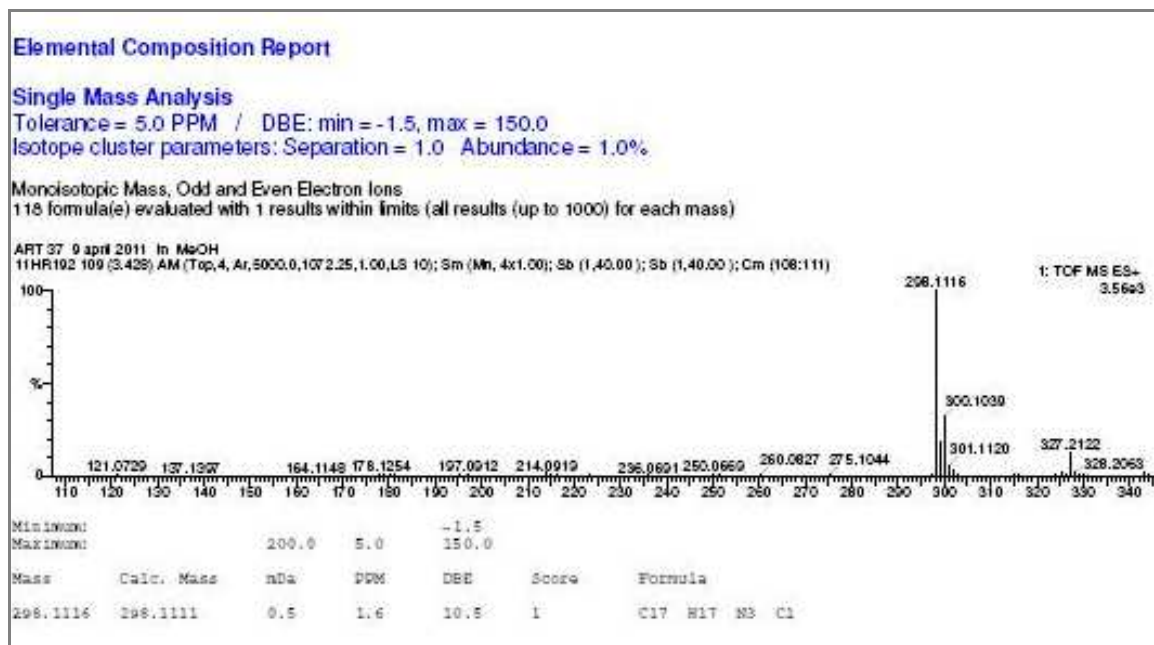 Elemental Composition Report
Single Mass Analysis
Tolerance = 5.0 PPM / DBE: min = -1.5, max = 150.0
Isotope cluster parameters: Separation = 1.0 Abundance = 1.0%
Monoisotopic Mass, Odd and Even Electron Ions
118 formula(e) evaluated with 1 results within limits (all results (up to 1000) for each mass)
ART 37 9 april 2011 In MeOH
11HR192 109 (3.428) AM (Top,4, Ar,5000.0,1072.25,1.00,LS 10); Sm (Mn, 4x1.00); Sb (1,40.00 ); Sb (1,40.00 ); Cm (108:111)
1: TOF MS ES+
3.56e3
100
%
0
298.1116
300.1039
301.1120
327.2122
328.2063
121.0729 137.1397 164.1148 178.1254 197.0912 214.0919 236.0691 250.0669 260.0827 275.1044
110 120 130 140 150 160 170 180 190 200 210 220 230 240 250 260 270 280 290 300 310 320 330 340
Minimum: -1.5
Maximum: 200.0 5.0 150.0
Mass Calc. Mass mDa PPM DBE Score Formula
298.1116 298.1111 0.5 1.6 10.5 1 C17 H17 N3 Cl